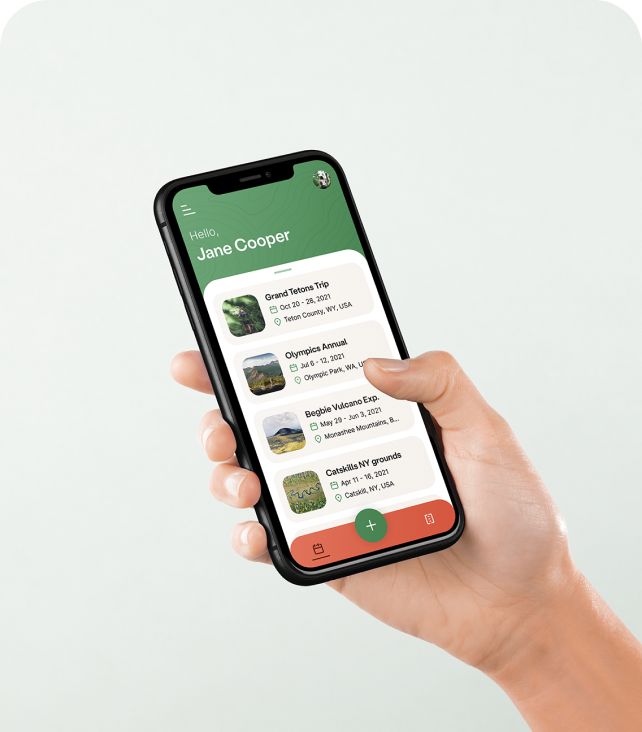 Hello,
Jane Cooper
Grand Tetons Trip
Oct 20 - 28, 2021
Teton County, WY, USA
Olympics Annual
Jul 6 - 12, 2021
Olympic Park, WA,
Begbie Vulcano Exp.
May 29 - Jun 3, 2021
Monashee Mountains, B...
Catskills NY grounds
Apr 11 - 16, 2021
Catskill, NY, USA